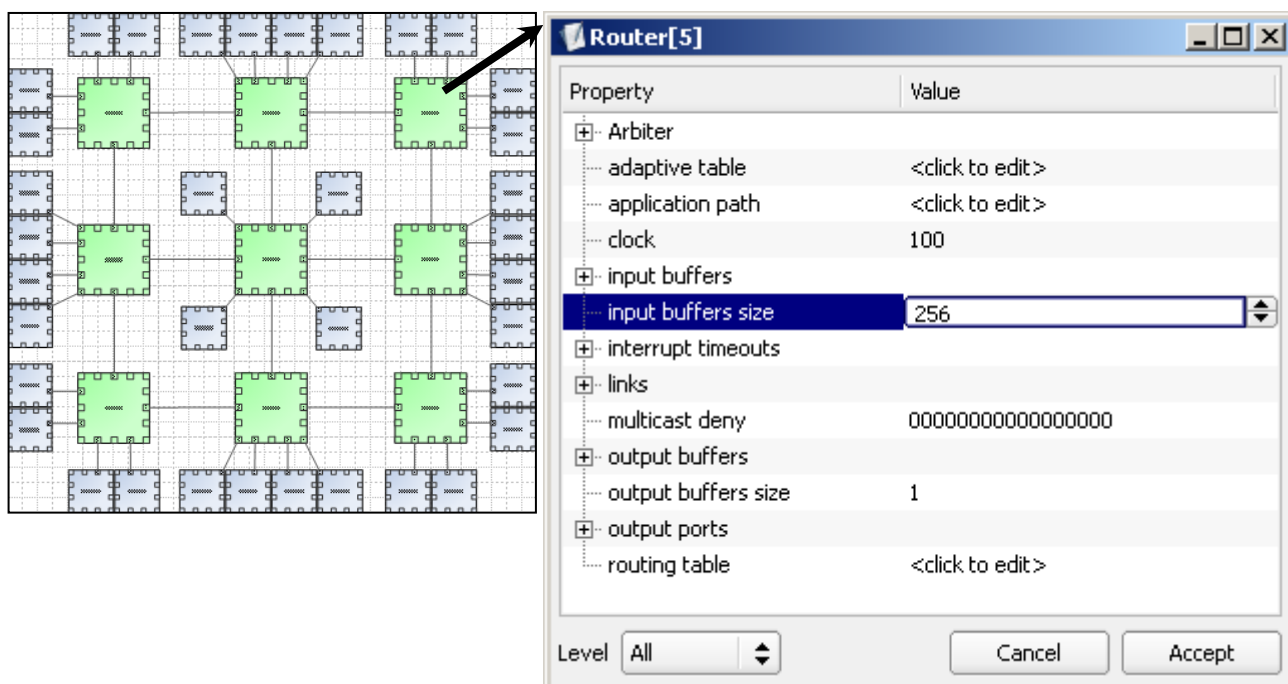 Router[5]
Property Value
Arbiter
adaptive table <click to edit>
application path <click to edit>
clock 100
input buffers
input buffers size 256
interrupt timeouts
links
multicast deny 00000000000000000
output buffers
output buffers size 1
output ports
routing table <click to edit>
Level All Cancel Accept